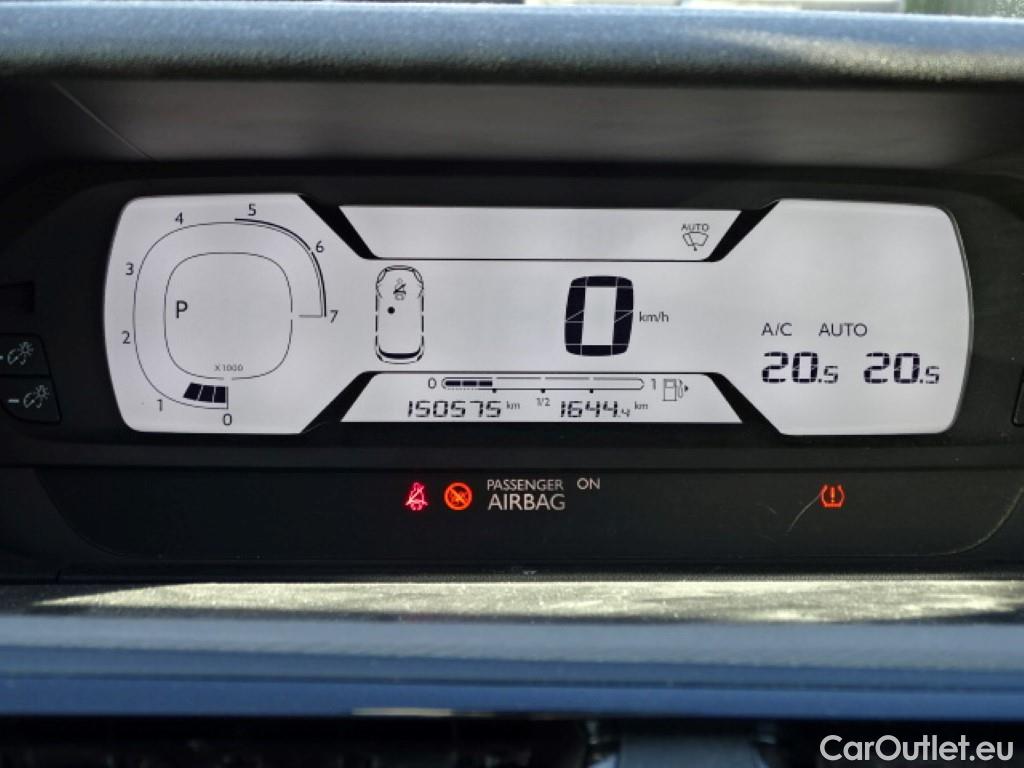 4 5 6
3
P
2 7
X1000
1 0
AUTO
0 km/h
A/C AUTO
20.5 20.5
0 1/2 1
150575 km 1644.4 km
PASSENGER ON
AIRBAG
CarOutlet.eu